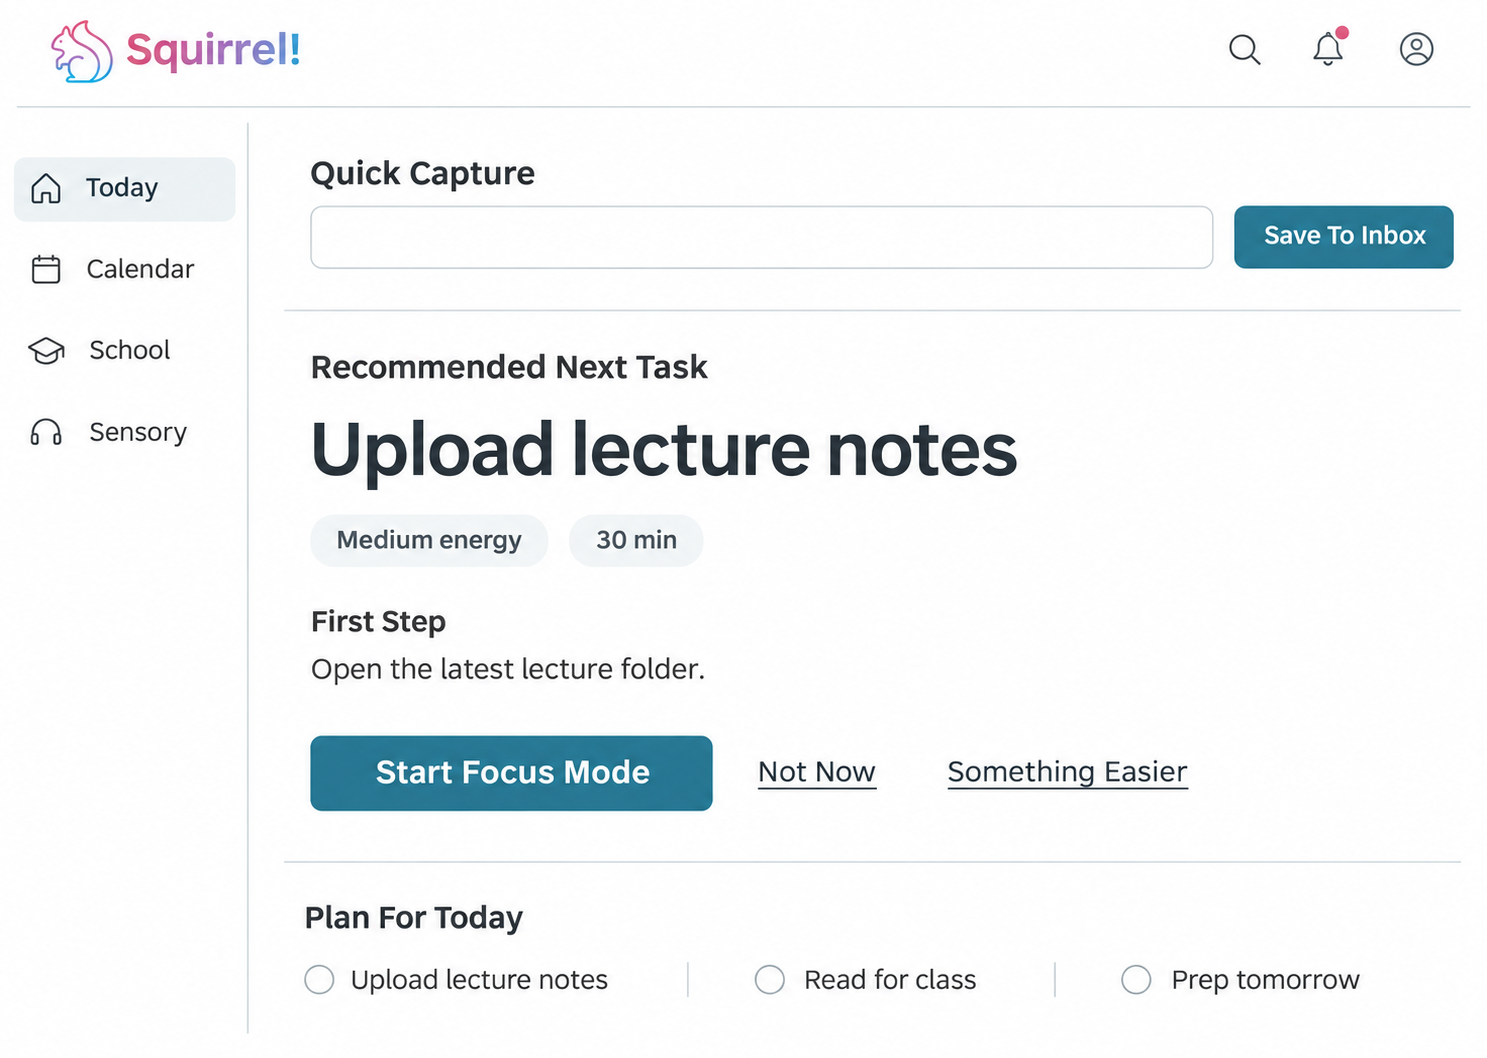 Squirrel!
Today
Calendar
School
Sensory
Quick Capture
Save To Inbox
Recommended Next Task
Upload lecture notes
Medium energy
30 min
First Step
Open the latest lecture folder.
Start Focus Mode
Not Now
Something Easier
Plan For Today
Upload lecture notes
Read for class
Prep tomorrow